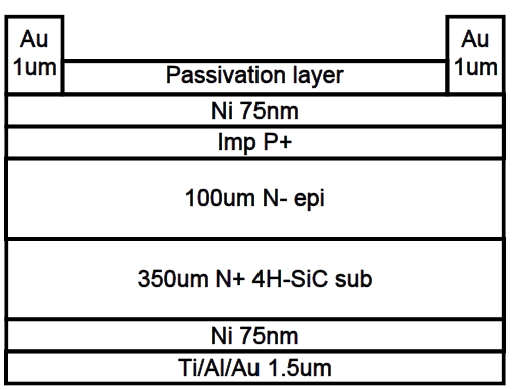 Au
1um
Au
1um
Passivation layer
Ni 75nm
Imp P+
100um N- epi
350um N+ 4H-SiC sub
Ni 75nm
Ti/Al/Au 1.5um